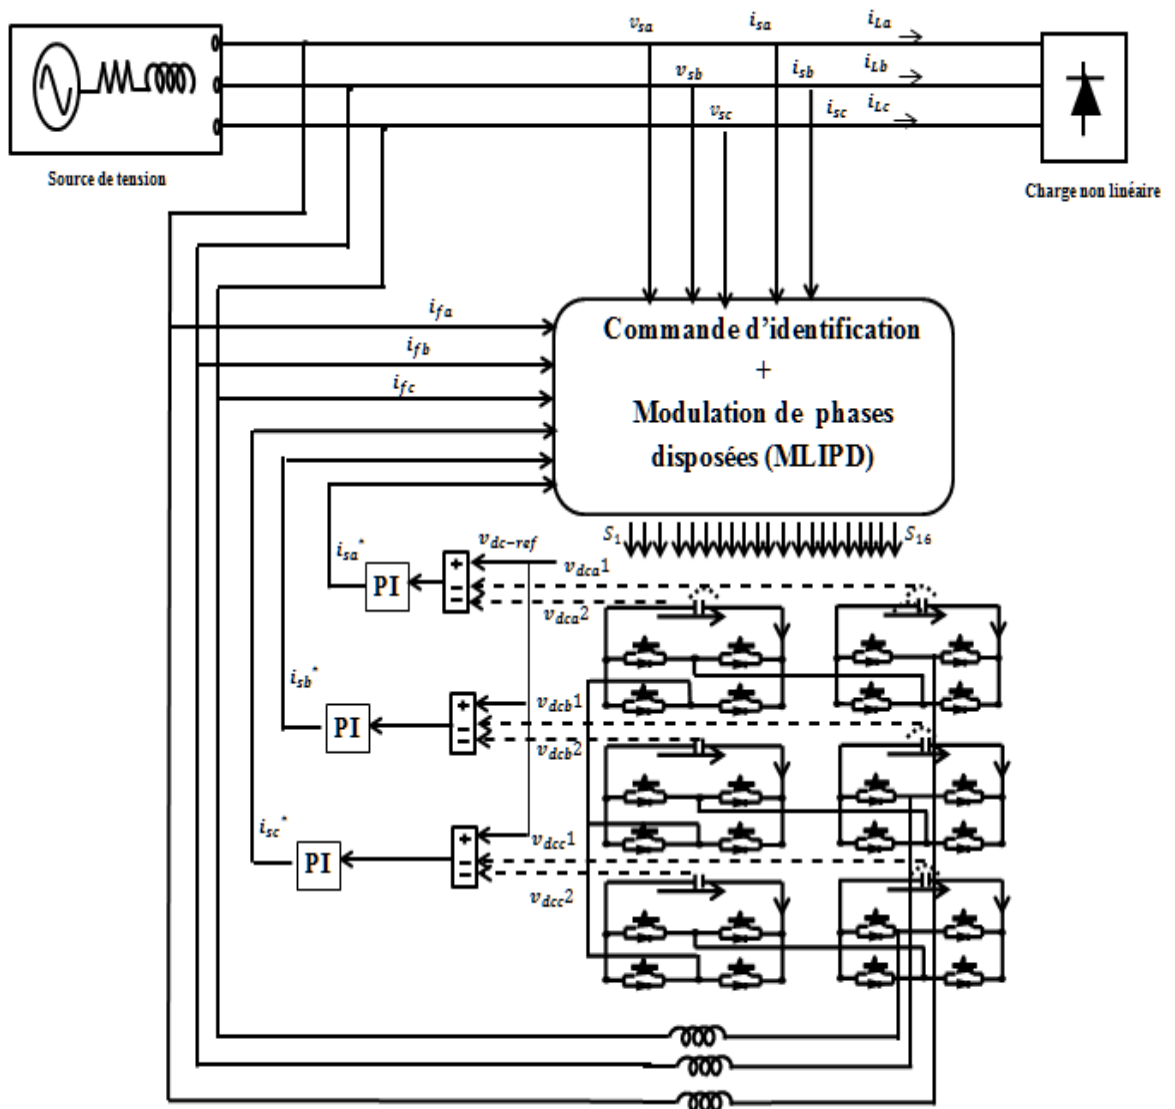 v_sa
i_sa
i_La
v_sb
i_sb
i_Lb
v_sc
i_sc
i_Lc
Source de tension
Charge non linéaire
i_fa
i_fb
i_fc
Commande d'identification
+
Modulation de phases
disposées (MLIPD)
S_1
S_16
v_dc-ref
i_sa*
PI
+
−
−
v_dca1
v_dca2
i_sb*
PI
+
−
−
v_dcb1
v_dcb2
i_sc*
PI
+
−
v_dcc1
v_dcc2